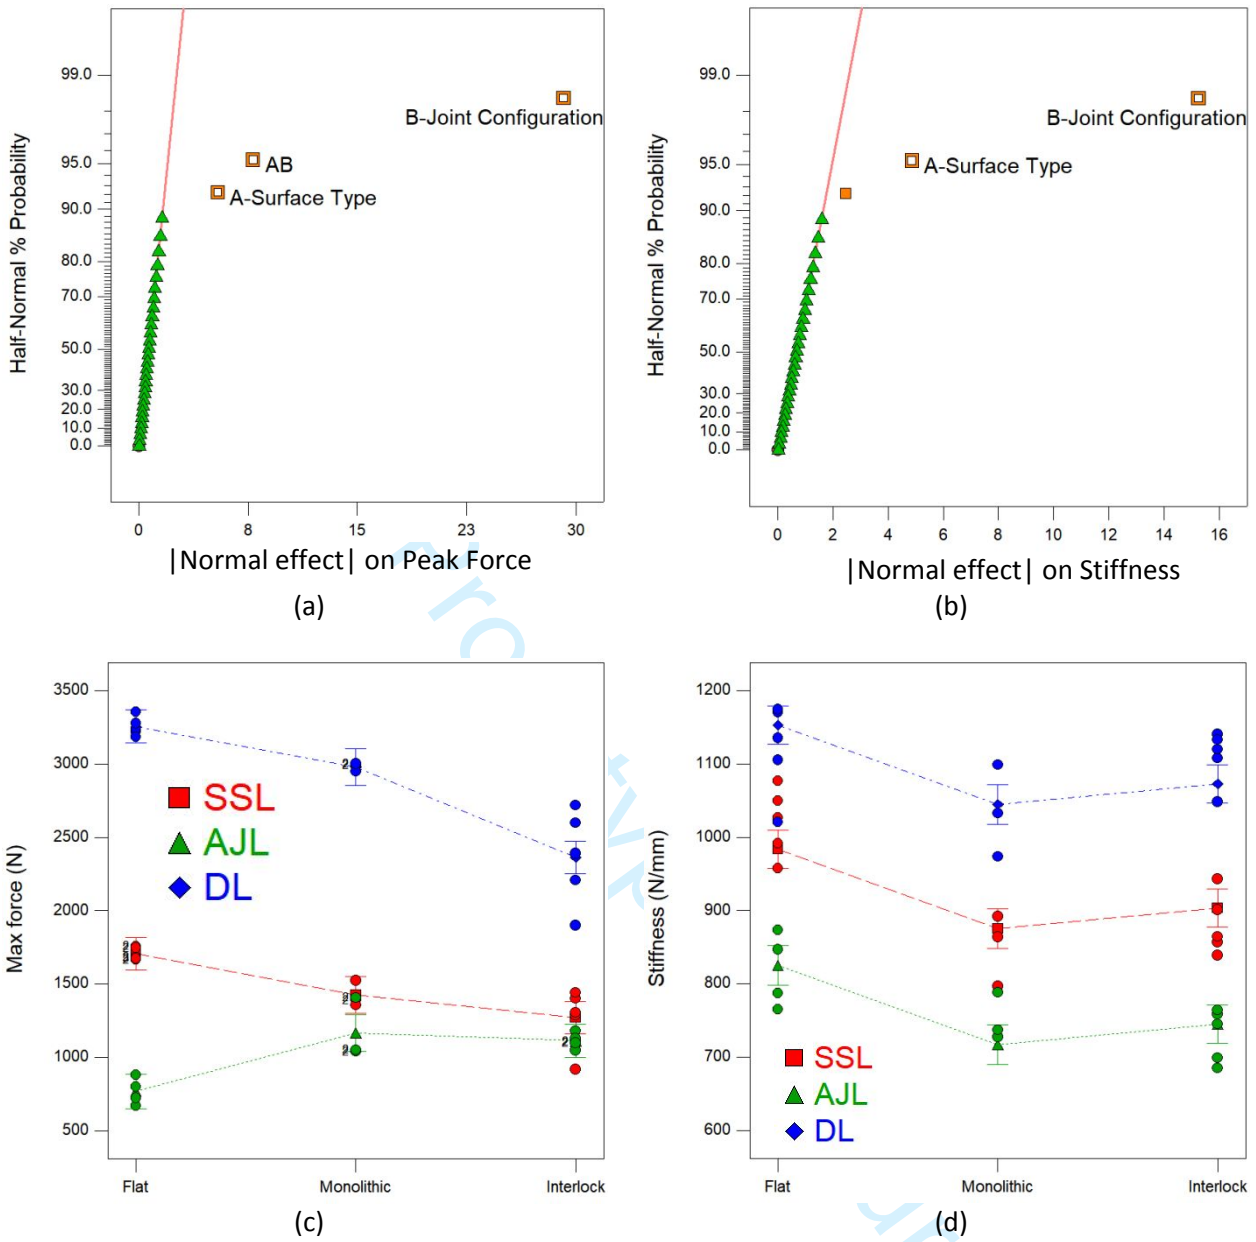 99.0
95.0
90.0
80.0
70.0
50.0
30.0
20.0
10.0
0.0
Half-Normal % Probability
B-Joint Configuration
AB
A-Surface Type
0 8 15 23 30
|Normal effect| on Peak Force
(a)
99.0
95.0
90.0
80.0
70.0
50.0
30.0
20.0
10.0
0.0
Half-Normal % Probability
B-Joint Configuration
A-Surface Type
0 2 4 6 8 10 12 14 16
|Normal effect| on Stiffness
(b)
3500
3000
2500
2000
1500
1000
500
Max force (N)
SSL
AJL
DL
2
2
2
2
2
Flat Monolithic Interlock
(c)
1200
1100
1000
900
800
700
600
Stiffness (N/mm)
SSL
AJL
DL
Flat Monolithic Interlock
(d)